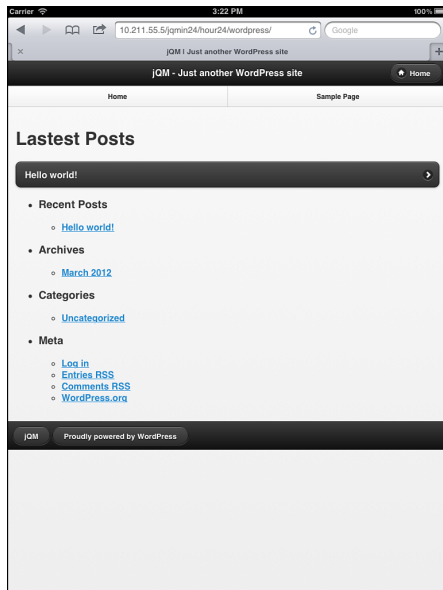 Carrier 3:22 PM 100%
10.211.55.5/jqmin24/hour24/wordpress/ Google
jQM | Just another WordPress site
jQM - Just another WordPress site Home
Home Sample Page
Lastest Posts
Hello world!
Recent Posts
Hello world!
Archives
March 2012
Categories
Uncategorized
Meta
Log in
Entries RSS
Comments RSS
WordPress.org
jQM Proudly powered by WordPress